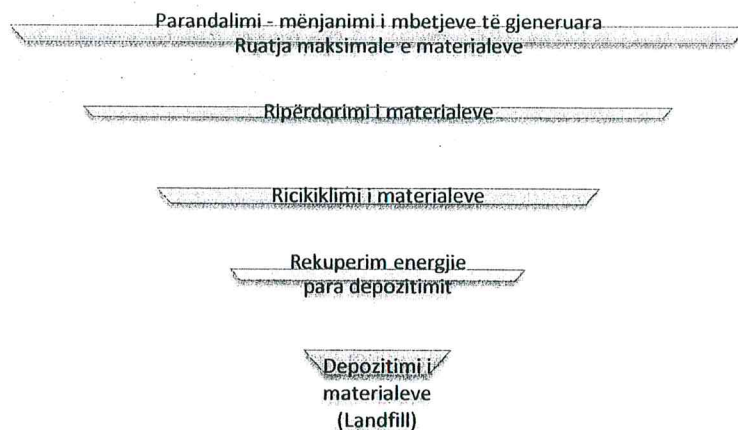 Parandalimi - mënjanimi i mbetjeve të gjeneruara
Ruatja maksimale e materialeve
Ripërdorimi i materialeve
Ricikiklimi i materialeve
Rekuperim energjie
para depozitimit
Depozitimi i
materialeve
(Landfill)